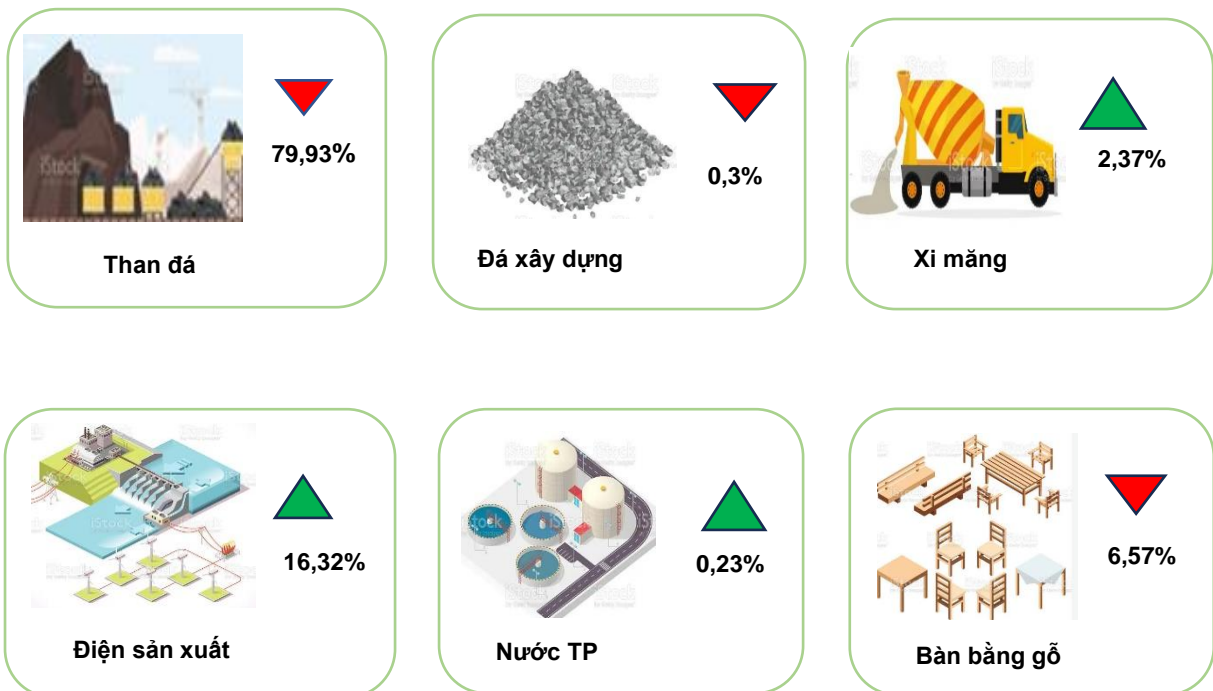 79,93%
Than đá
0,3%
Đá xây dựng
2,37%
Xi măng
16,32%
Điện sản xuất
0,23%
Nước TP
6,57%
Bàn bằng gỗ